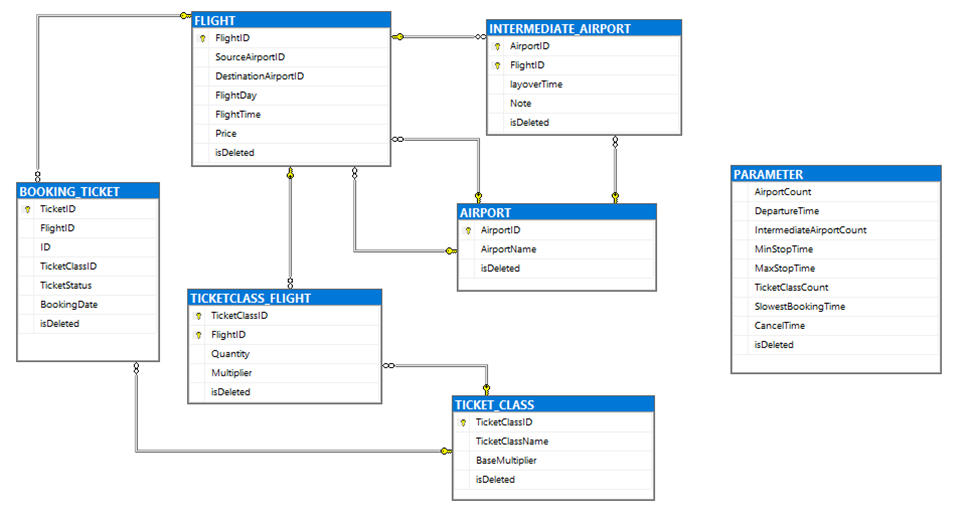 FLIGHT
FlightID
SourceAirportID
DestinationAirportID
FlightDay
FlightTime
Price
isDeleted
INTERMEDIATE_AIRPORT
AirportID
FlightID
layoverTime
Note
isDeleted
BOOKING_TICKET
TicketID
FlightID
ID
TicketClassID
TicketStatus
BookingDate
isDeleted
AIRPORT
AirportID
AirportName
isDeleted
PARAMETER
AirportCount
DepartureTime
IntermediateAirportCount
MinStopTime
MaxStopTime
TicketClassCount
SlowestBookingTime
CancelTime
isDeleted
TICKETCLASS_FLIGHT
TicketClassID
FlightID
Quantity
Multiplier
isDeleted
TICKET_CLASS
TicketClassID
TicketClassName
BaseMultiplier
isDeleted